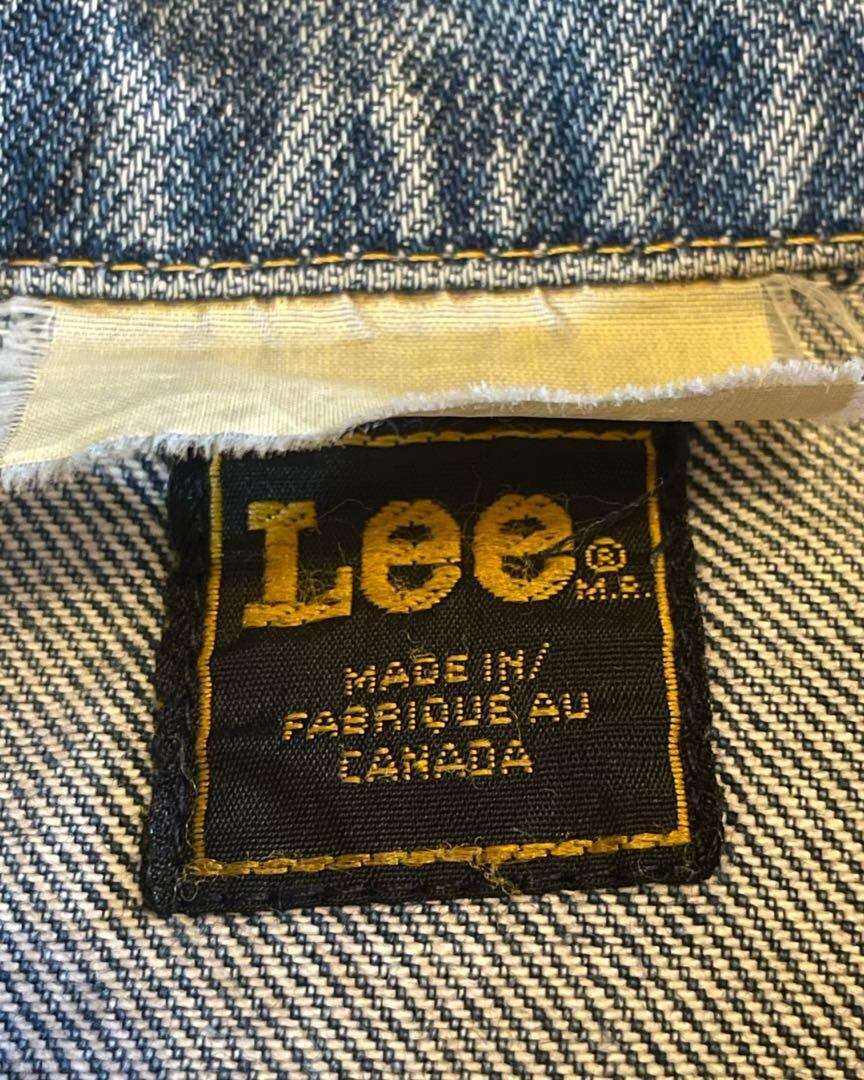 Lee®
M.R.
MADE IN/
FABRIQUÉ AU
CANADA